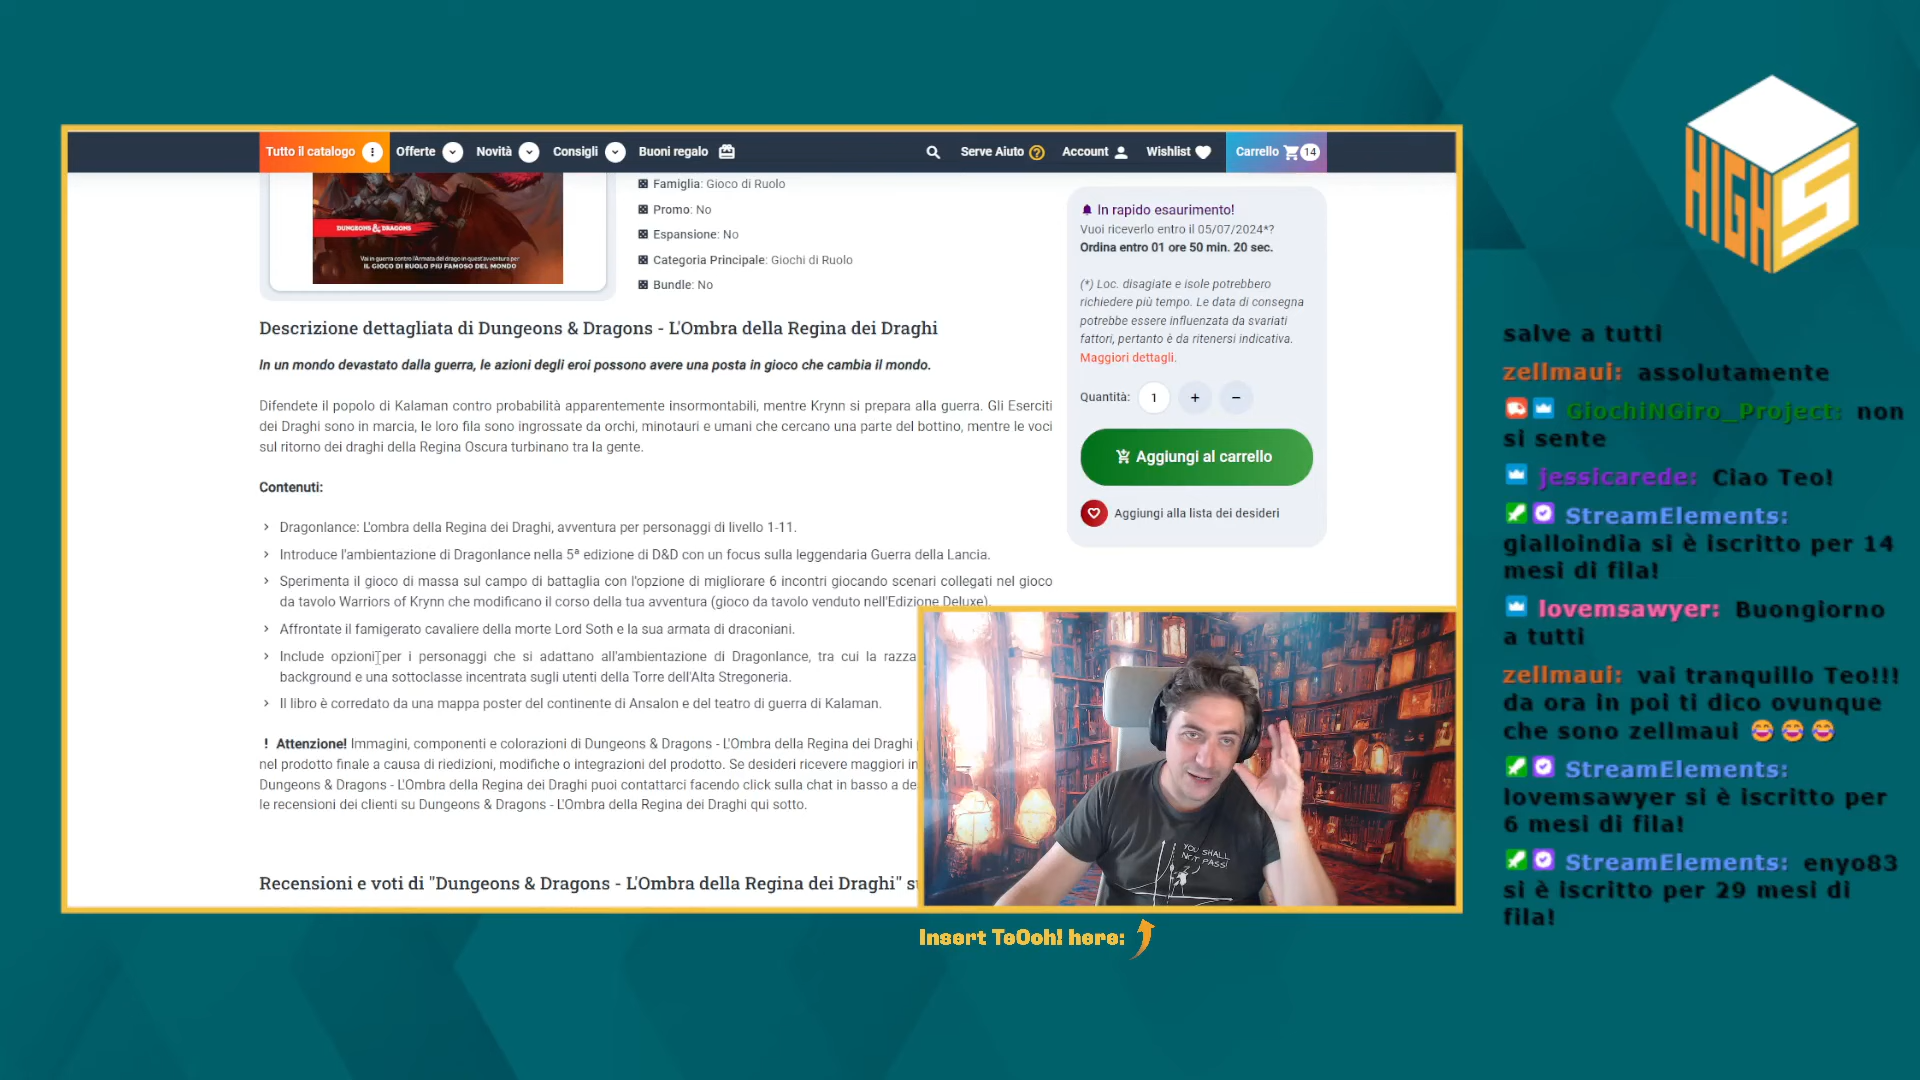 Tutto il catalogo
Offerte
Novità
Consigli
Buoni regalo
Serve Aiuto
Account
Wishlist
Carrello 14
DUNGEONS & DRAGONS
Vai in guerra contro l'Armata del drago in quest'avventura per
IL GIOCO DI RUOLO PIÙ FAMOSO DEL MONDO
Famiglia: Gioco di Ruolo
Promo: No
Espansione: No
Categoria Principale: Giochi di Ruolo
Bundle: No
In rapido esaurimento!
Vuoi riceverlo entro il 05/07/2024*?
Ordina entro 01 ore 50 min. 20 sec.
(*) Loc. disagiate e isole potrebbero
richiedere più tempo. Le data di consegna
potrebbe essere influenzata da svariati
fattori, pertanto è da ritenersi indicativa.
Maggiori dettagli.
Quantità: 1 + −
Aggiungi al carrello
Aggiungi alla lista dei desideri
Descrizione dettagliata di Dungeons & Dragons - L'Ombra della Regina dei Draghi
In un mondo devastato dalla guerra, le azioni degli eroi possono avere una posta in gioco che cambia il mondo.
Difendete il popolo di Kalaman contro probabilità apparentemente insormontabili, mentre Krynn si prepara alla guerra. Gli Eserciti
dei Draghi sono in marcia, le loro fila sono ingrossate da orchi, minotauri e umani che cercano una parte del bottino, mentre le voci
sul ritorno dei draghi della Regina Oscura turbinano tra la gente.
Contenuti:
Dragonlance: L'ombra della Regina dei Draghi, avventura per personaggi di livello 1-11.
Introduce l'ambientazione di Dragonlance nella 5ª edizione di D&D con un focus sulla leggendaria Guerra della Lancia.
Sperimenta il gioco di massa sul campo di battaglia con l'opzione di migliorare 6 incontri giocando scenari collegati nel gioco
da tavolo Warriors of Krynn che modificano il corso della tua avventura (gioco da tavolo venduto nell'Edizione Deluxe).
Affrontate il famigerato cavaliere della morte Lord Soth e la sua armata di draconiani.
Include opzioni per i personaggi che si adattano all'ambientazione di Dragonlance, tra cui la razza
background e una sottoclasse incentrata sugli utenti della Torre dell'Alta Stregoneria.
Il libro è corredato da una mappa poster del continente di Ansalon e del teatro di guerra di Kalaman.
! Attenzione! Immagini, componenti e colorazioni di Dungeons & Dragons - L'Ombra della Regina dei Draghi
nel prodotto finale a causa di riedizioni, modifiche o integrazioni del prodotto. Se desideri ricevere maggiori in
Dungeons & Dragons - L'Ombra della Regina dei Draghi puoi contattarci facendo click sulla chat in basso a de
le recensioni dei clienti su Dungeons & Dragons - L'Ombra della Regina dei Draghi qui sotto.
Recensioni e voti di "Dungeons & Dragons - L'Ombra della Regina dei Draghi" su
YOU SHALL
NOT PASS!
Insert TeOoh! here:
HIGH 5
salve a tutti
zellmaui: assolutamente
GiochiNGiro_Project: non
si sente
jessicarede: Ciao Teo!
StreamElements:
gialloindia si è iscritto per 14
mesi di fila!
lovemsawyer: Buongiorno
a tutti
zellmaui: vai tranquillo Teo!!!
da ora in poi ti dico ovunque
che sono zellmaui 😂 😂 😂
StreamElements:
lovemsawyer si è iscritto per
6 mesi di fila!
StreamElements: enyo83
si è iscritto per 29 mesi di
fila!